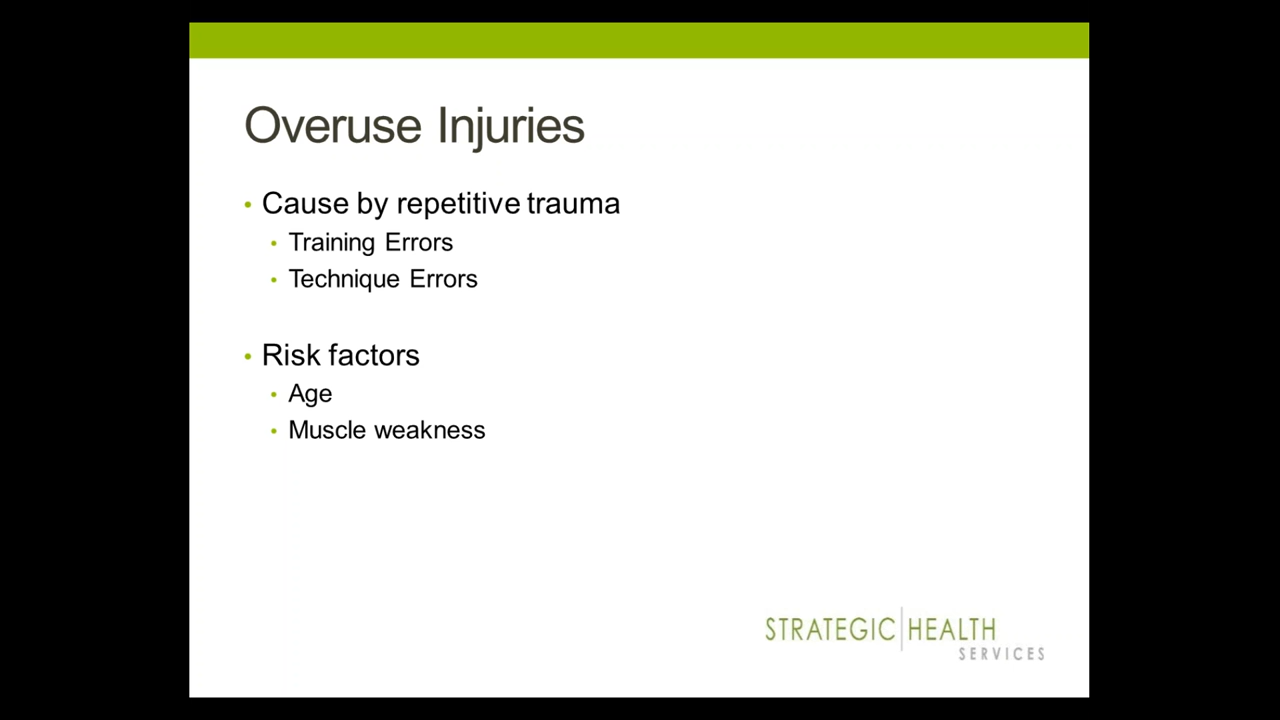 Overuse Injuries
• Cause by repetitive trauma
• Training Errors
• Technique Errors
• Risk factors
• Age
• Muscle weakness
STRATEGIC HEALTH
SERVICES